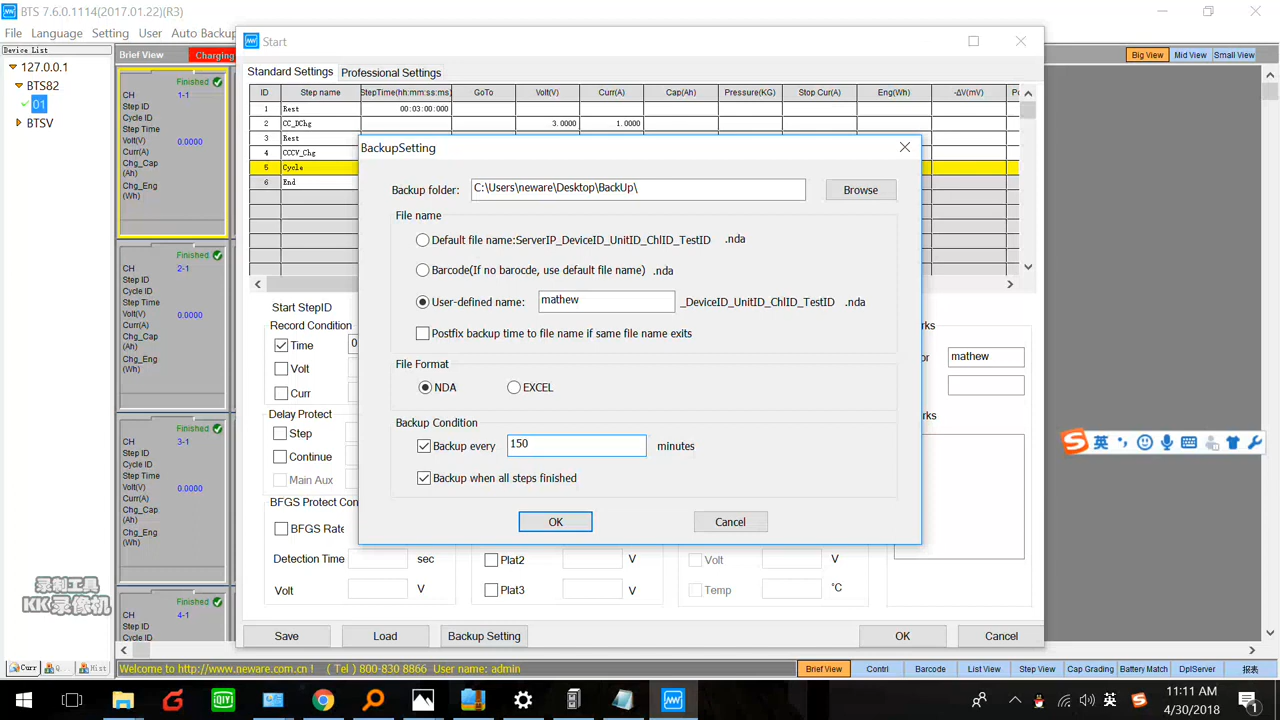 BTS 7.6.0.1114(2017.01.22)(R3)
File Language Setting User Auto Backup
Device List
127.0.0.1
BTS82
01
BTSV
Brief View Charging
Big View Mid View Small View
Finished
CH 1-1
Step ID
Cycle ID
Step Time
Volt(V) 0.0000
Curr(A)
Chg_Cap
(Ah)
Chg_Eng
(Wh)
Finished
CH 2-1
Step ID
Cycle ID
Step Time
Volt(V) 0.0000
Curr(A)
Chg_Cap
(Ah)
Chg_Eng
(Wh)
Finished
CH 3-1
Step ID
Cycle ID
Step Time
Volt(V) 0.0000
Curr(A)
Chg_Cap
(Ah)
Chg_Eng
(Wh)
Finished
CH 4-1
Step ID
Cycle ID
录制工具
KK录像机
Start
Standard Settings Professional Settings
ID Step name StepTime(hh:mm:ss:ms) GoTo Volt(V) Curr(A) Cap(Ah) Pressure(KG) Stop Cur(A) Eng(Wh) -ΔV(mV)
1 Rest 00:03:00:000
2 CC_DChg 3.0000 1.0000
3 Rest
4 CCCV_Chg
5 Cycle
6 End
Start StepID
Record Condition
Time 0
Volt
Curr
Delay Protect
Step
Continue
Main Aux
BFGS Protect Con
BFGS Rate
Detection Time sec
Volt V
Plat2 V
Plat3 V
Volt V
Temp °C
mathew
Save Load Backup Setting OK Cancel
BackupSetting
Backup folder: C:\Users\neware\Desktop\BackUp\ Browse
File name
Default file name:ServerIP_DeviceID_UnitID_ChlID_TestID .nda
Barcode(If no barocde, use default file name) .nda
User-defined name: mathew _DeviceID_UnitID_ChlID_TestID .nda
Postfix backup time to file name if same file name exits
File Format
NDA EXCEL
Backup Condition
Backup every 150 minutes
Backup when all steps finished
OK Cancel
英
Curr Q Hist
Welcome to http://www.neware.com.cn ! ( Tel ) 800-830 8866 User name: admin
Brief View Contrl Barcode List View Step View Cap Grading Battery Match DplServer 报表
iQIYI
英
11:11 AM
4/30/2018
1